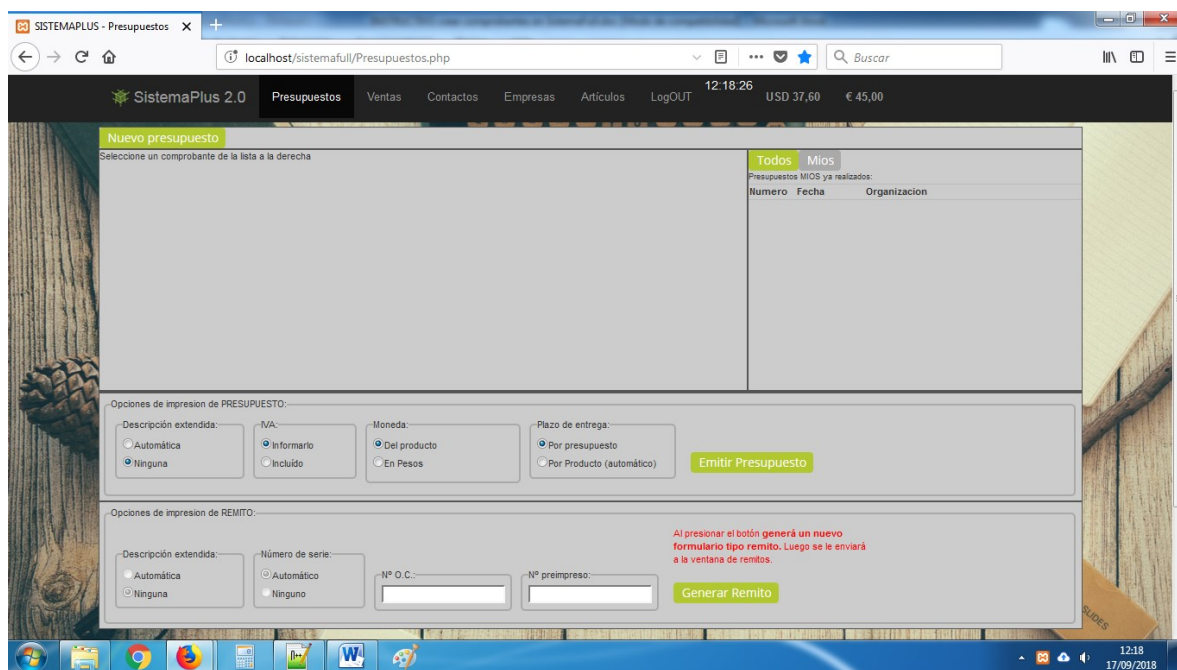 SISTEMAPLUS - Presupuestos
localhost/sistemafull/Presupuestos.php
Buscar
SistemaPlus 2.0 Presupuestos Ventas Contactos Empresas Artículos LogOUT 12:18:26 USD 37,60 € 45,00
Nuevo presupuesto
Seleccione un comprobante de la lista a la derecha
Todos Mios
Presupuestos MIOS ya realizados:
Numero Fecha Organizacion
Opciones de impresion de PRESUPUESTO:
Descripción extendida: IVA: Moneda: Plazo de entrega:
Automática Informarlo Del producto Por presupuesto
Ninguna Incluído En Pesos Por Producto (automático)
Emitir Presupuesto
Opciones de impresion de REMITO:
Al presionar el botón generá un nuevo
formulario tipo remito. Luego se le enviará
a la ventana de remitos.
Descripción extendida: Número de serie:
Automática Automático
Nº O.C.: Nº preimpreso:
Ninguna Ninguno
Generar Remito
SLIDES
12:18
17/09/2018